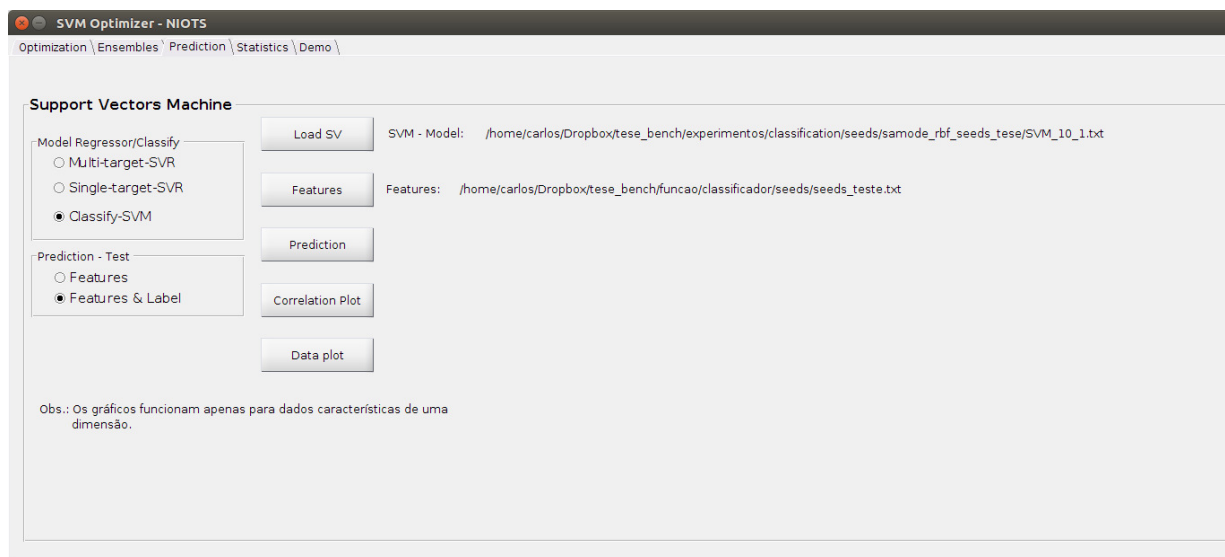 SVM Optimizer - NIOTS
Optimization Ensembles Prediction Statistics Demo
Support Vectors Machine
Model Regressor/Classify
Multi-target-SVR
Single-target-SVR
Classify-SVM
Prediction - Test
Features
Features & Label
Load SV
SVM - Model: /home/carlos/Dropbox/tese_bench/experimentos/classification/seeds/samode_rbf_seeds_tese/SVM_10_1.txt
Features
Features: /home/carlos/Dropbox/tese_bench/funcao/classificador/seeds/seeds_teste.txt
Prediction
Correlation Plot
Data plot
Obs.: Os gráficos funcionam apenas para dados características de uma
dimensão.